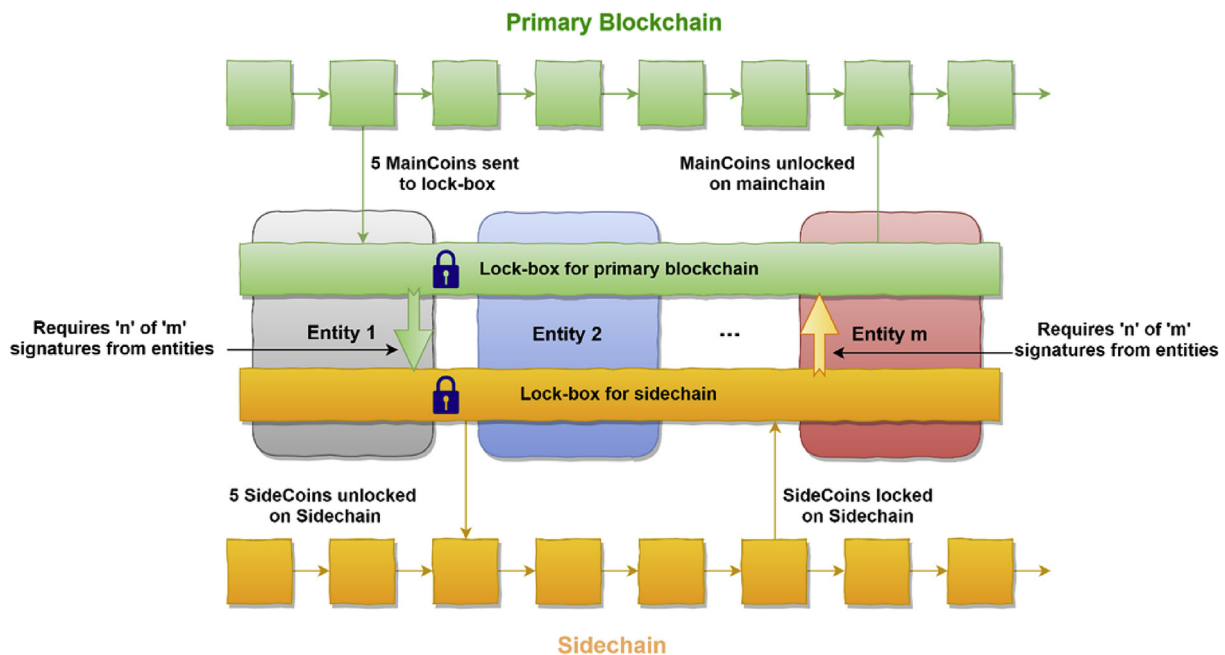 Primary Blockchain
5 MainCoins sent
to lock-box
MainCoins unlocked
on mainchain
Lock-box for primary blockchain
Requires 'n' of 'm'
signatures from entities
Entity 1
Entity 2
---
Entity m
Requires 'n' of 'm'
signatures from entities
Lock-box for sidechain
5 SideCoins unlocked
on Sidechain
SideCoins locked
on Sidechain
Sidechain